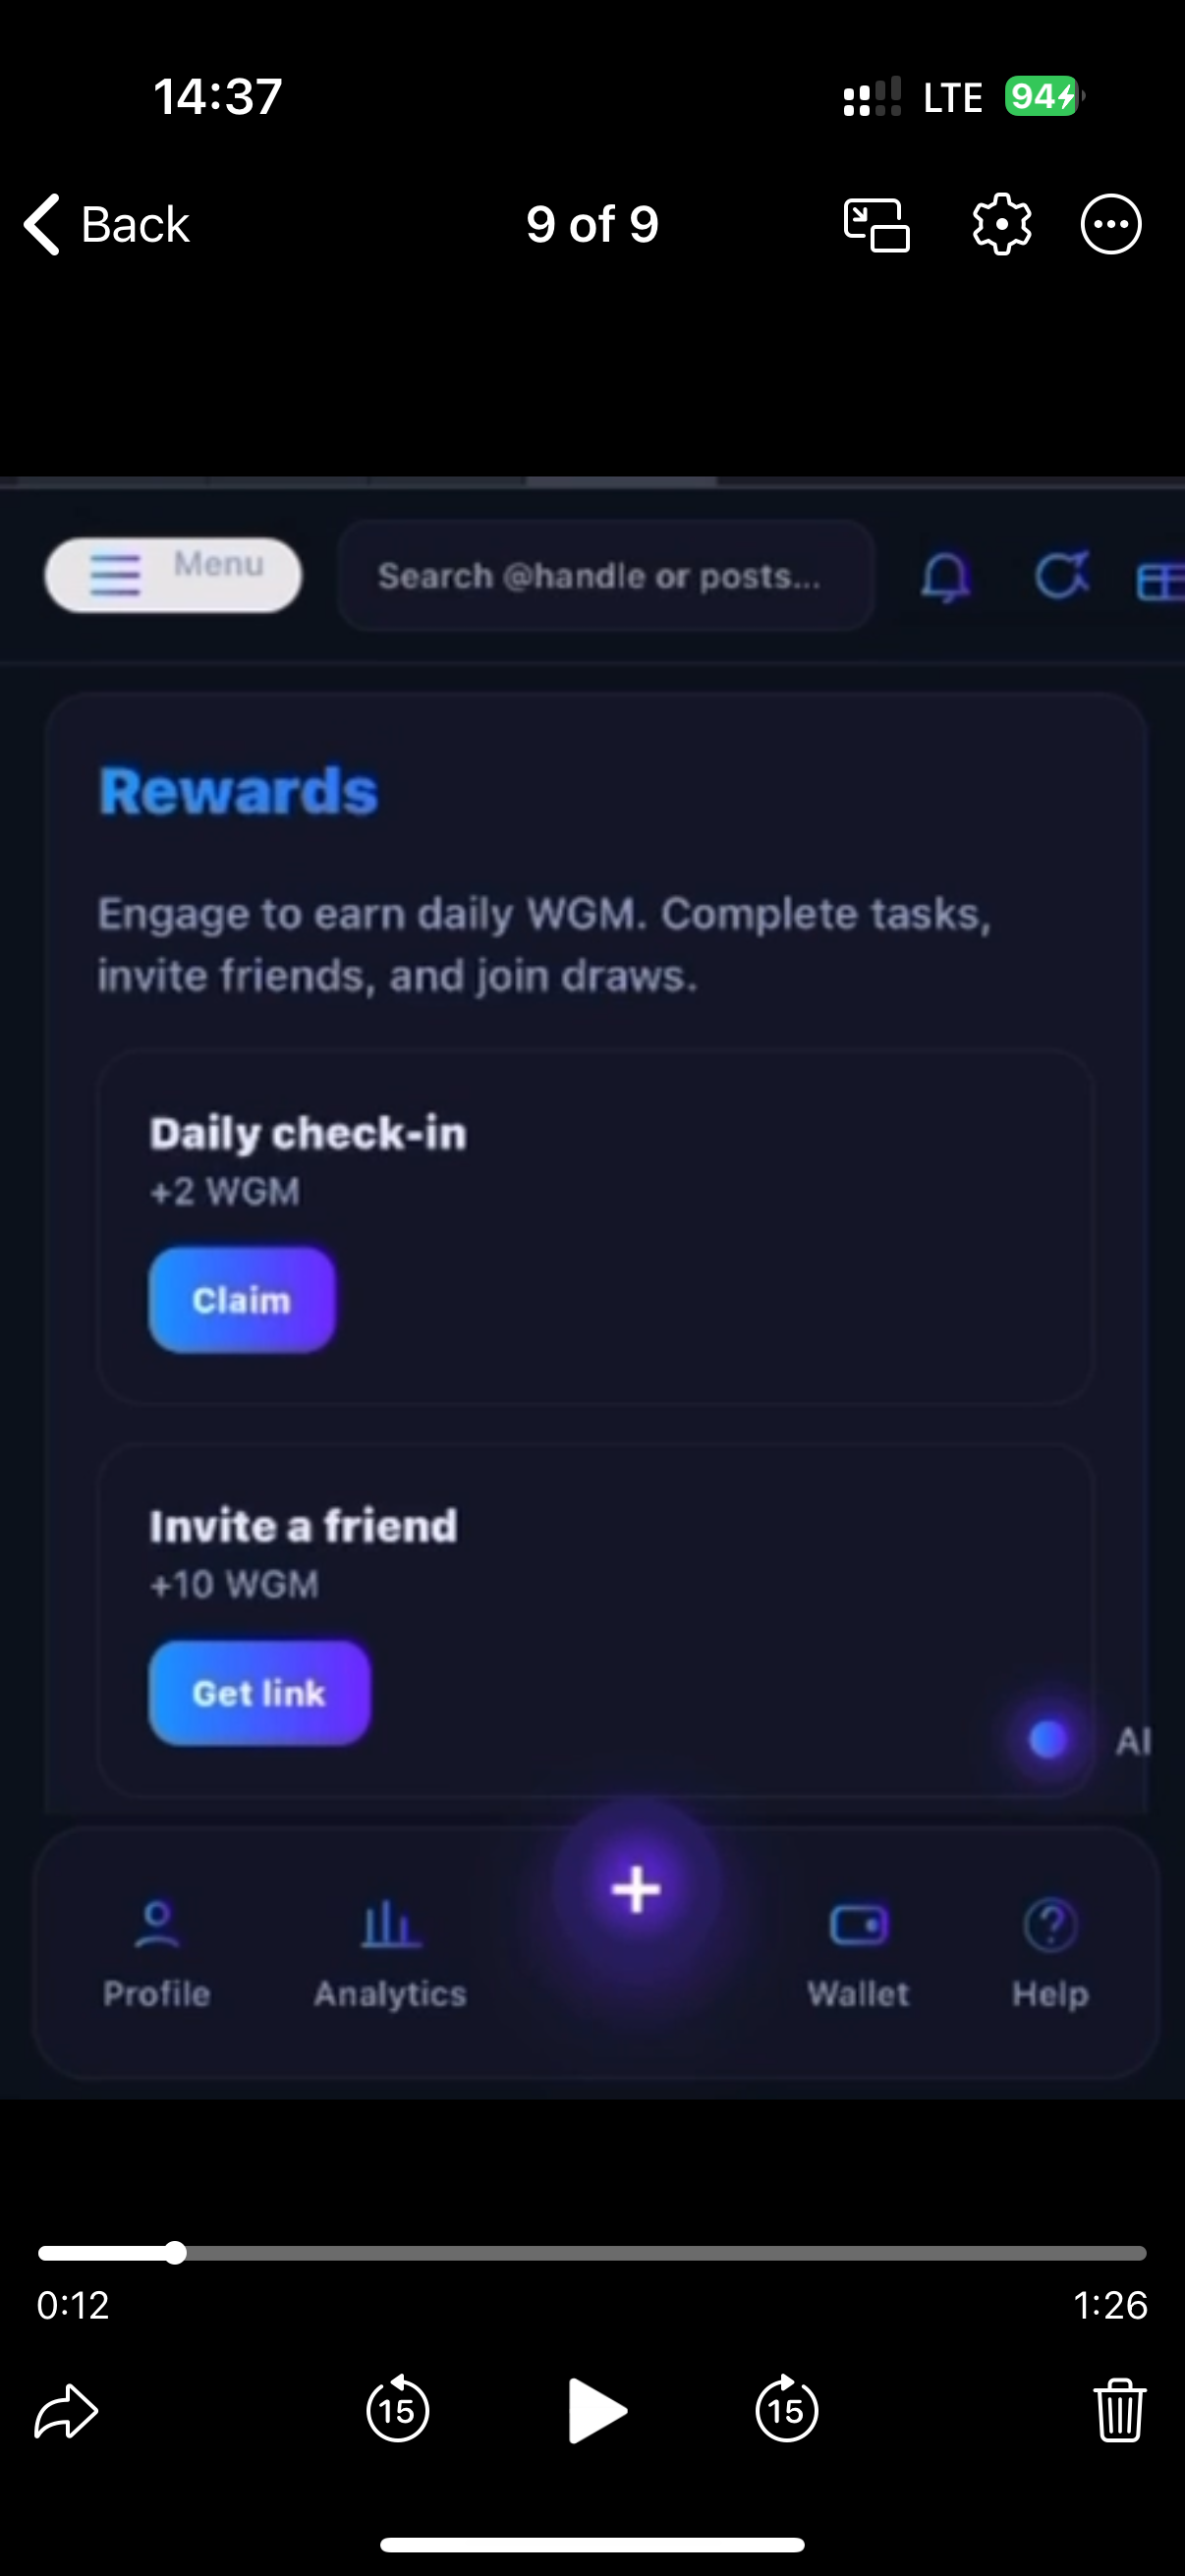 14:37
LTE
94
Back
9 of 9
Menu
Search @handle or posts...
Rewards
Engage to earn daily WGM. Complete tasks,
invite friends, and join draws.
Daily check-in
+2 WGM
Claim
Invite a friend
+10 WGM
Get link
AI
Profile
Analytics
Wallet
Help
0:12
1:26
15
15